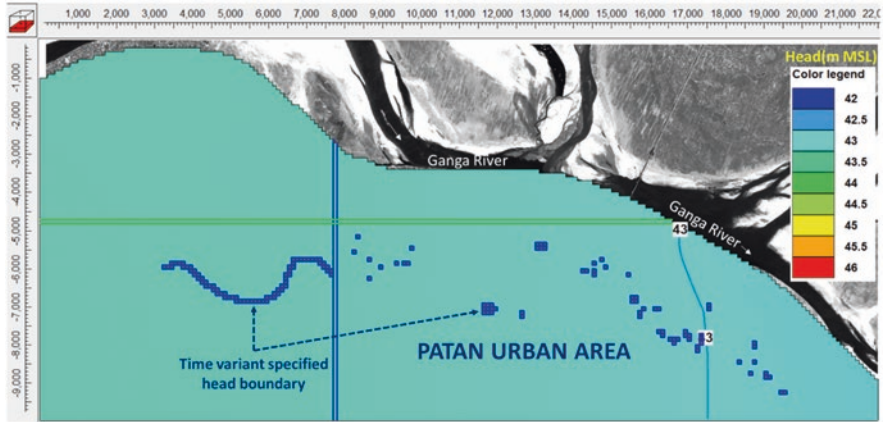 1,000 2,000 3,000 4,000 5,000 6,000 7,000 8,000 9,000 10,000 11,000 12,000 13,000 14,000 15,000 16,000 17,000 18,000 19,000 20,000 21,000 22,0
-1,000
-2,000
-3,000
-4,000
-5,000
-6,000
-7,000
-8,000
-9,000
Head(m MSL)
Color legend
42
42.5
43
43.5
44
44.5
45
45.5
46
Ganga River
Ganga River
43
3
PATAN URBAN AREA
Time variant specified
head boundary